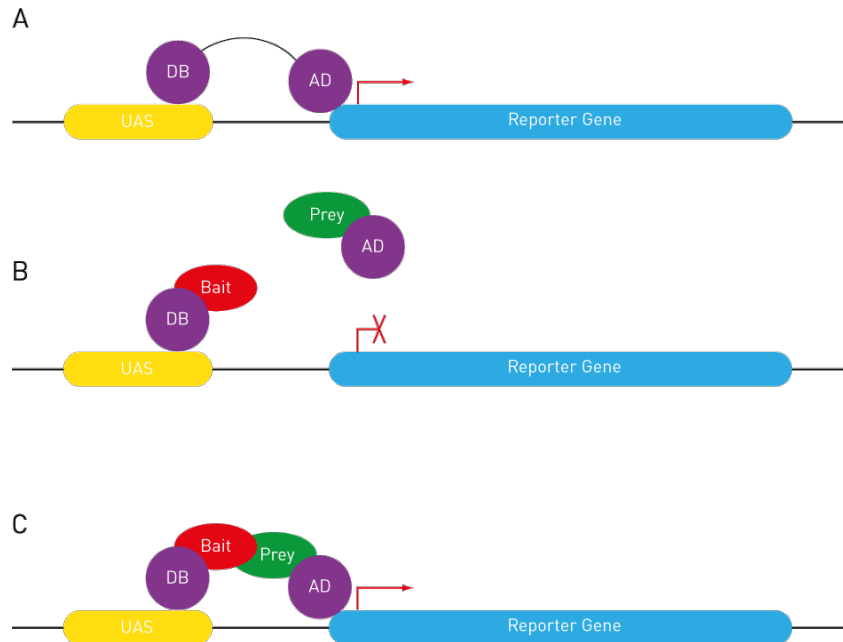 A
DB
AD
UAS
Reporter Gene
Prey
AD
B
Bait
DB
UAS
Reporter Gene
C
Bait
Prey
DB
AD
UAS
Reporter Gene